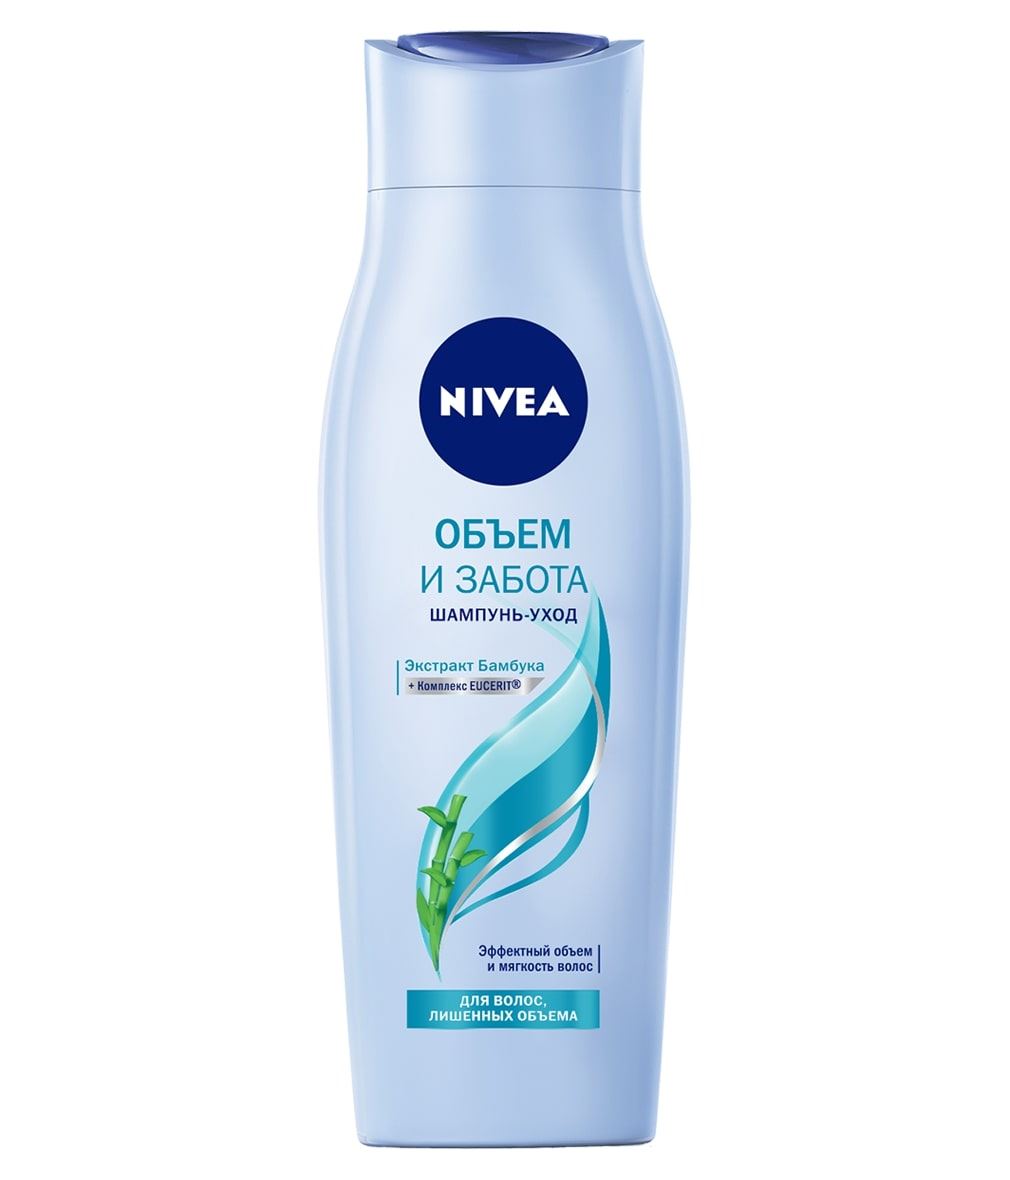 NIVEA
ОБЪЕМ
И ЗАБОТА
ШАМПУНЬ-УХОД
Экстракт Бамбука
+ Комплекс EUCERIT®
Эффектный объем
и мягкость волос
ДЛЯ ВОЛОС,
ЛИШЕННЫХ ОБЪЕМА